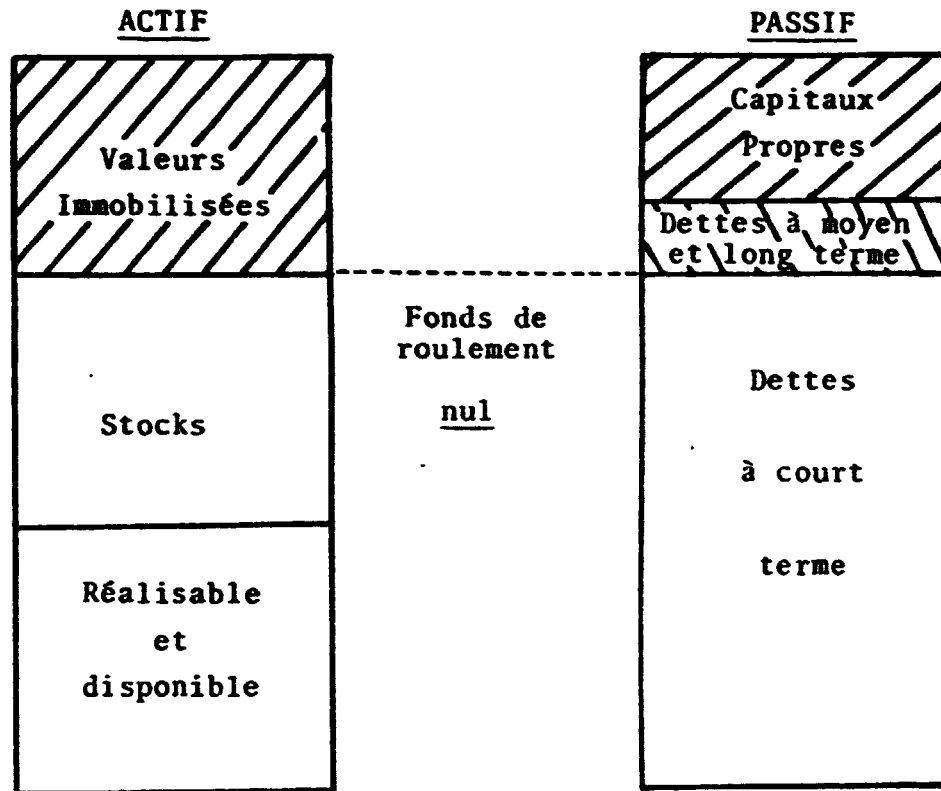 ACTIF
PASSIF
Valeurs
Immobilisées
Capitaux
Propres
Dettes à moyen
et long terme
Fonds de
roulement
nul
Stocks
Réalisable
et
disponible
Dettes
à court
terme